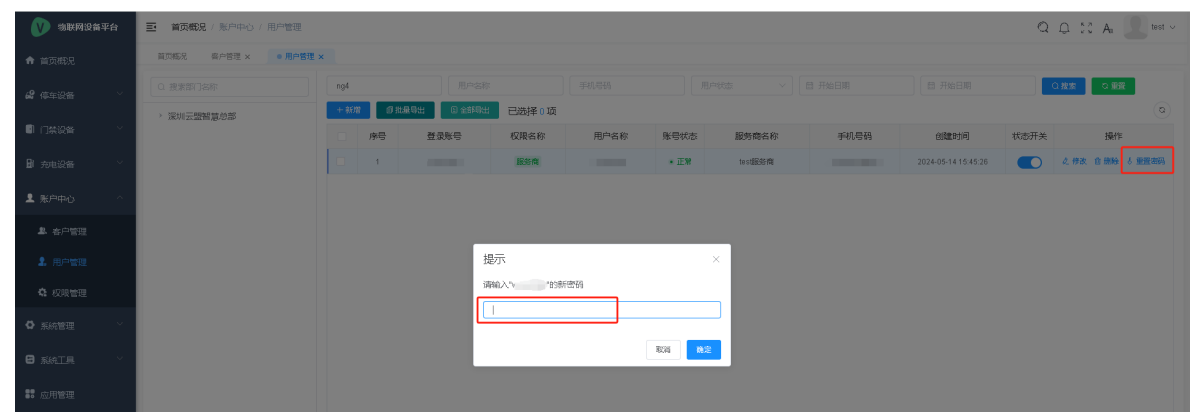 物联网设备平台
首页概况 / 账户中心 / 用户管理
test
首页概况 客户管理 × 用户管理 ×
首页概况
停车设备
门禁设备
充电设备
账户中心
客户管理
用户管理
权限管理
系统管理
系统工具
应用管理
搜索部门名称
深圳云盟智慧总部
ng4 用户名称 手机号码 用户状态 开始日期 开始日期 搜索 重置
+ 新增 批量导出 全部导出 已选择 0 项
序号 登录账号 权限名称 用户名称 账号状态 服务商名称 手机号码 创建时间 状态开关 操作
1 服务商 正常 test服务商 2024-05-14 15:45:26 修改 删除 重置密码
提示
请输入"v "的新密码
取消 确定